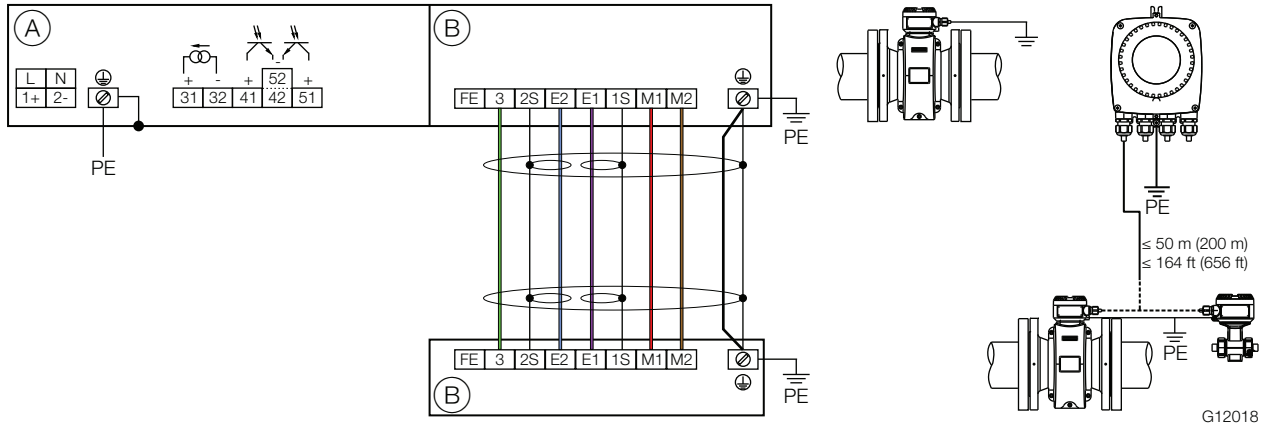 A
B
L N
1+ 2-
PE
+ - + - +
52
31 32 41 42 51
FE 3 2S E2 E1 1S M1 M2
PE
FE 3 2S E2 E1 1S M1 M2
PE
B
PE
≤ 50 m (200 m)
≤ 164 ft (656 ft)
PE
G12018